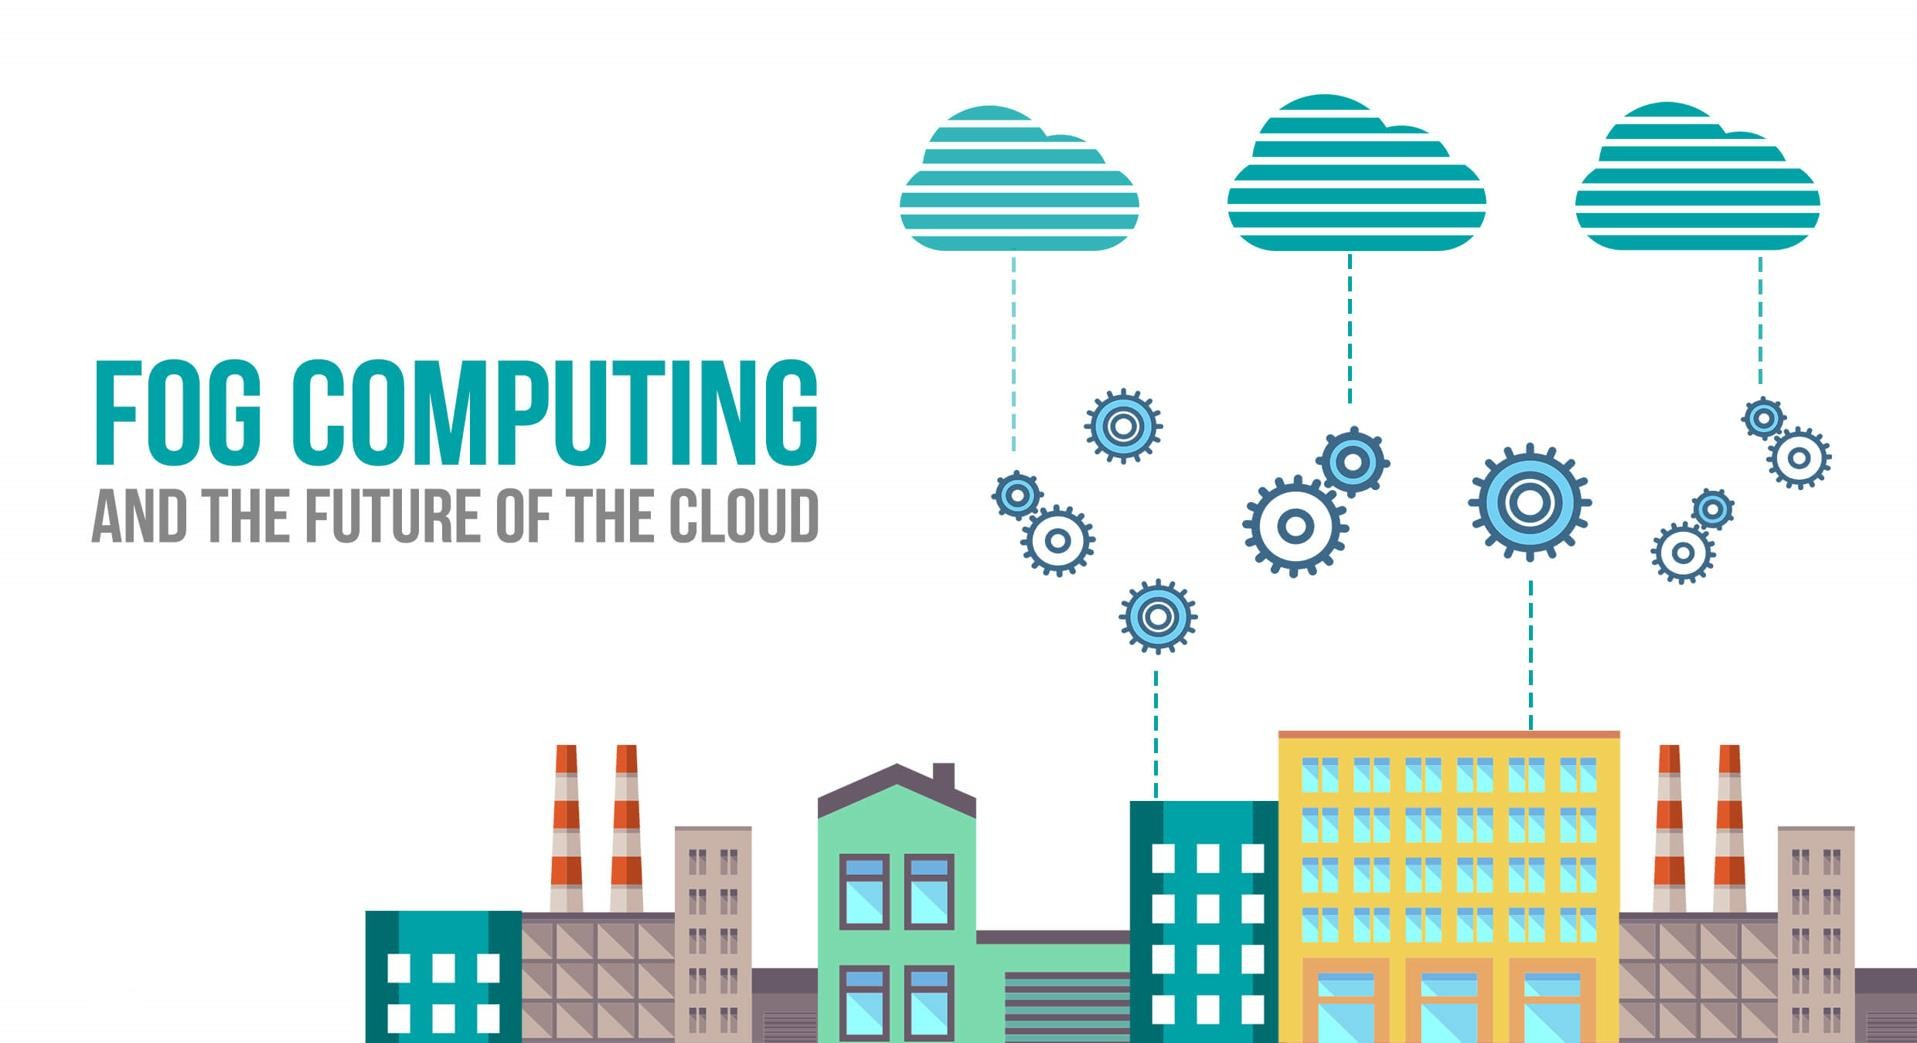 FOG COMPUTING
AND THE FUTURE OF THE CLOUD